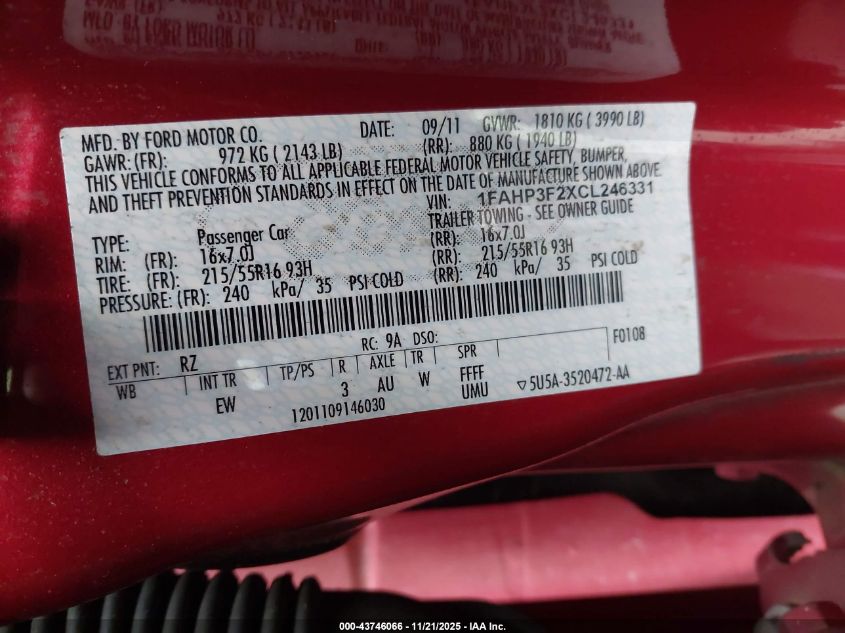 MFD. BY FORD MOTOR CO. DATE: 09/11 GVWR: 1810 KG ( 3990 LB)
GAWR: (FR): 972 KG ( 2143 LB) (RR): 880 KG ( 1940 LB)
THIS VEHICLE CONFORMS TO ALL APPLICABLE FEDERAL MOTOR VEHICLE SAFETY, BUMPER,
AND THEFT PREVENTION STANDARDS IN EFFECT ON THE DATE OF MANUFACTURE SHOWN ABOVE.
VIN: 1FAHP3F2XCL246331
TYPE: Passenger Car TRAILER TOWING - SEE OWNER GUIDE
RIM: (FR): 16x7.0J (RR): 16x7.0J
TIRE: (FR): 215/55R16 93H (RR): 215/55R16 93H
PRESSURE: (FR): 240 kPa/ 35 PSI COLD (RR): 240 kPa/ 35 PSI COLD
RC: 9A DSO: F0108
EXT PNT: RZ
WB INT TR TP/PS R AXLE TR SPR
EW 3 AU W FFFF
UMU ▽5U5A-3520472-AA
1201109146030
000-43746066 - 11/21/2025 - IAA Inc.